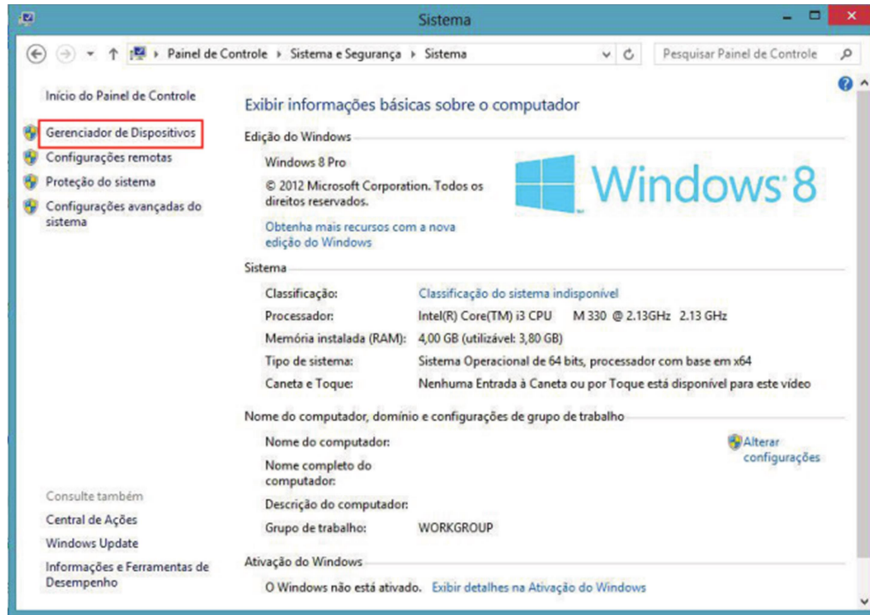 Sistema
Painel de Controle ▸ Sistema e Segurança ▸ Sistema
Pesquisar Painel de Controle
Início do Painel de Controle
Gerenciador de Dispositivos
Configurações remotas
Proteção do sistema
Configurações avançadas do
sistema
Exibir informações básicas sobre o computador
Edição do Windows
Windows 8 Pro
© 2012 Microsoft Corporation. Todos os
direitos reservados.
Obtenha mais recursos com a nova
edição do Windows
Windows 8
Sistema
Classificação: Classificação do sistema indisponível
Processador: Intel(R) Core(TM) i3 CPU M 330 @ 2.13GHz 2.13 GHz
Memória instalada (RAM): 4,00 GB (utilizável: 3,80 GB)
Tipo de sistema: Sistema Operacional de 64 bits, processador com base em x64
Caneta e Toque: Nenhuma Entrada à Caneta ou por Toque está disponível para este vídeo
Nome do computador, domínio e configurações de grupo de trabalho
Nome do computador:
Nome completo do
computador:
Descrição do computador:
Grupo de trabalho: WORKGROUP
Alterar
configurações
Ativação do Windows
O Windows não está ativado. Exibir detalhes na Ativação do Windows
Consulte também
Central de Ações
Windows Update
Informações e Ferramentas de
Desempenho